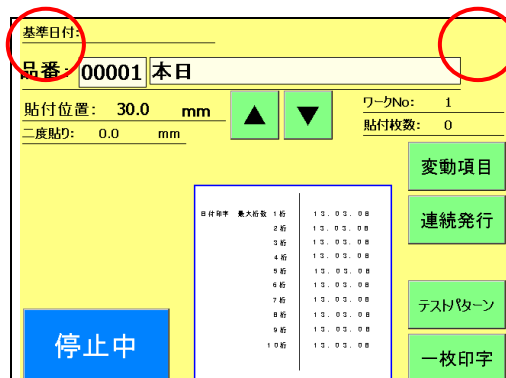 基準日付:
品番: 00001 本日
貼付位置: 30.0 mm ▲ ▼
ワークNo: 1
二度貼り: 0.0 mm
貼付枚数: 0
変動項目
連続発行
日付印字 最大桁数 1桁 13.03.08
2桁 13.03.08
3桁 13.03.08
4桁 13.03.08
5桁 13.03.08
6桁 13.03.08
7桁 13.03.08
8桁 13.03.08
9桁 13.03.08
10桁 13.03.08
テストパターン
停止中
一枚印字